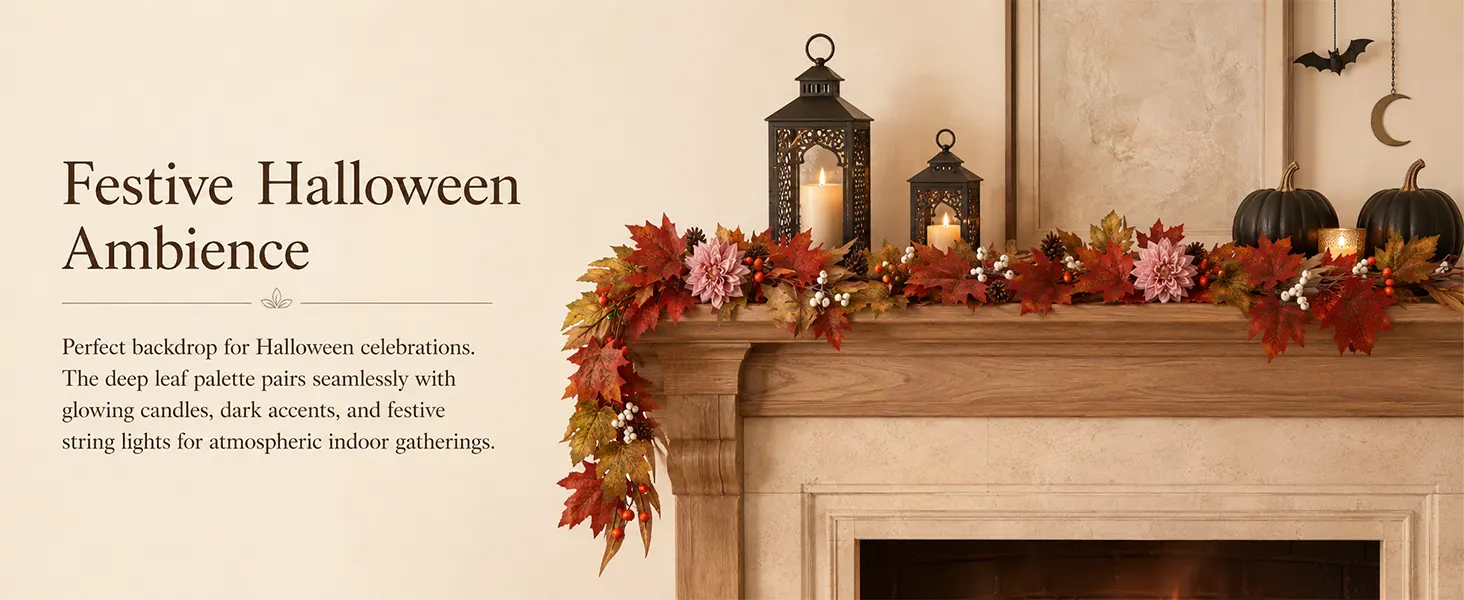 Festive Halloween
Ambience
Perfect backdrop for Halloween celebrations.
The deep leaf palette pairs seamlessly with
glowing candles, dark accents, and festive
string lights for atmospheric indoor gatherings.